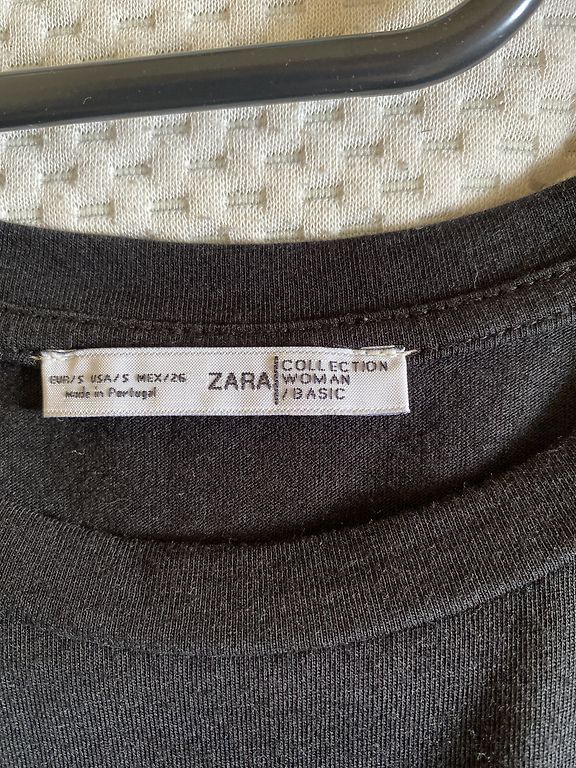 EUR/S USA/S MEX/26
Made in Portugal
ZARA
COLLECTION
WOMAN
/BASIC